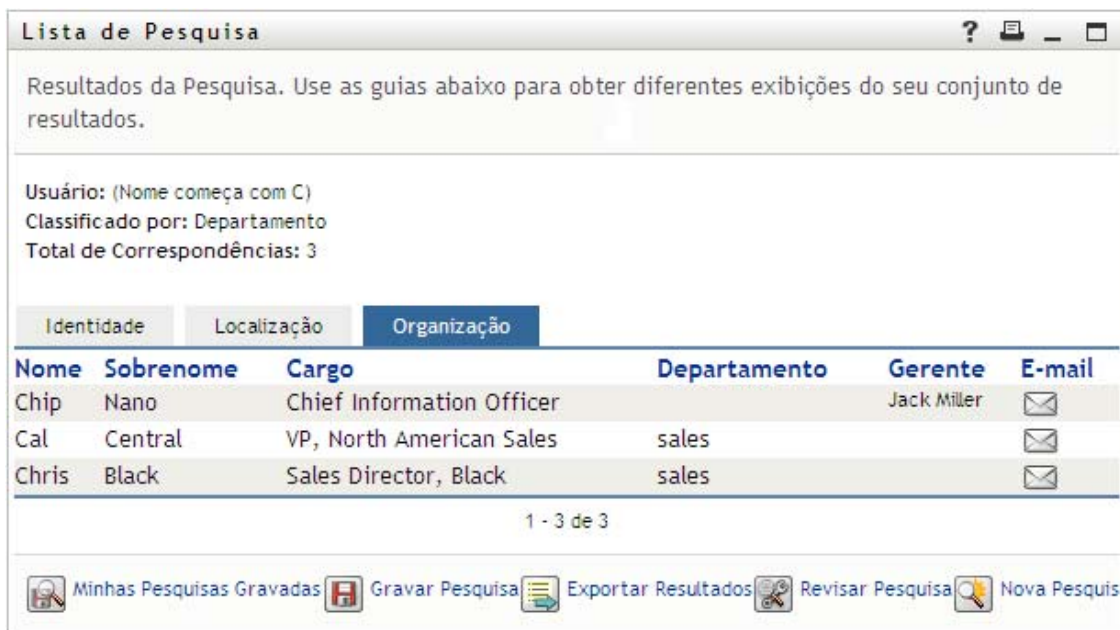 Lista de Pesquisa ?
Resultados da Pesquisa. Use as guias abaixo para obter diferentes exibições do seu conjunto de
resultados.
Usuário: (Nome começa com C)
Classificado por: Departamento
Total de Correspondências: 3
Identidade Localização Organização
Nome Sobrenome Cargo Departamento Gerente E-mail
Chip Nano Chief Information Officer Jack Miller
Cal Central VP, North American Sales sales
Chris Black Sales Director, Black sales
1 - 3 de 3
Minhas Pesquisas Gravadas Gravar Pesquisa Exportar Resultados Revisar Pesquisa Nova Pesquis